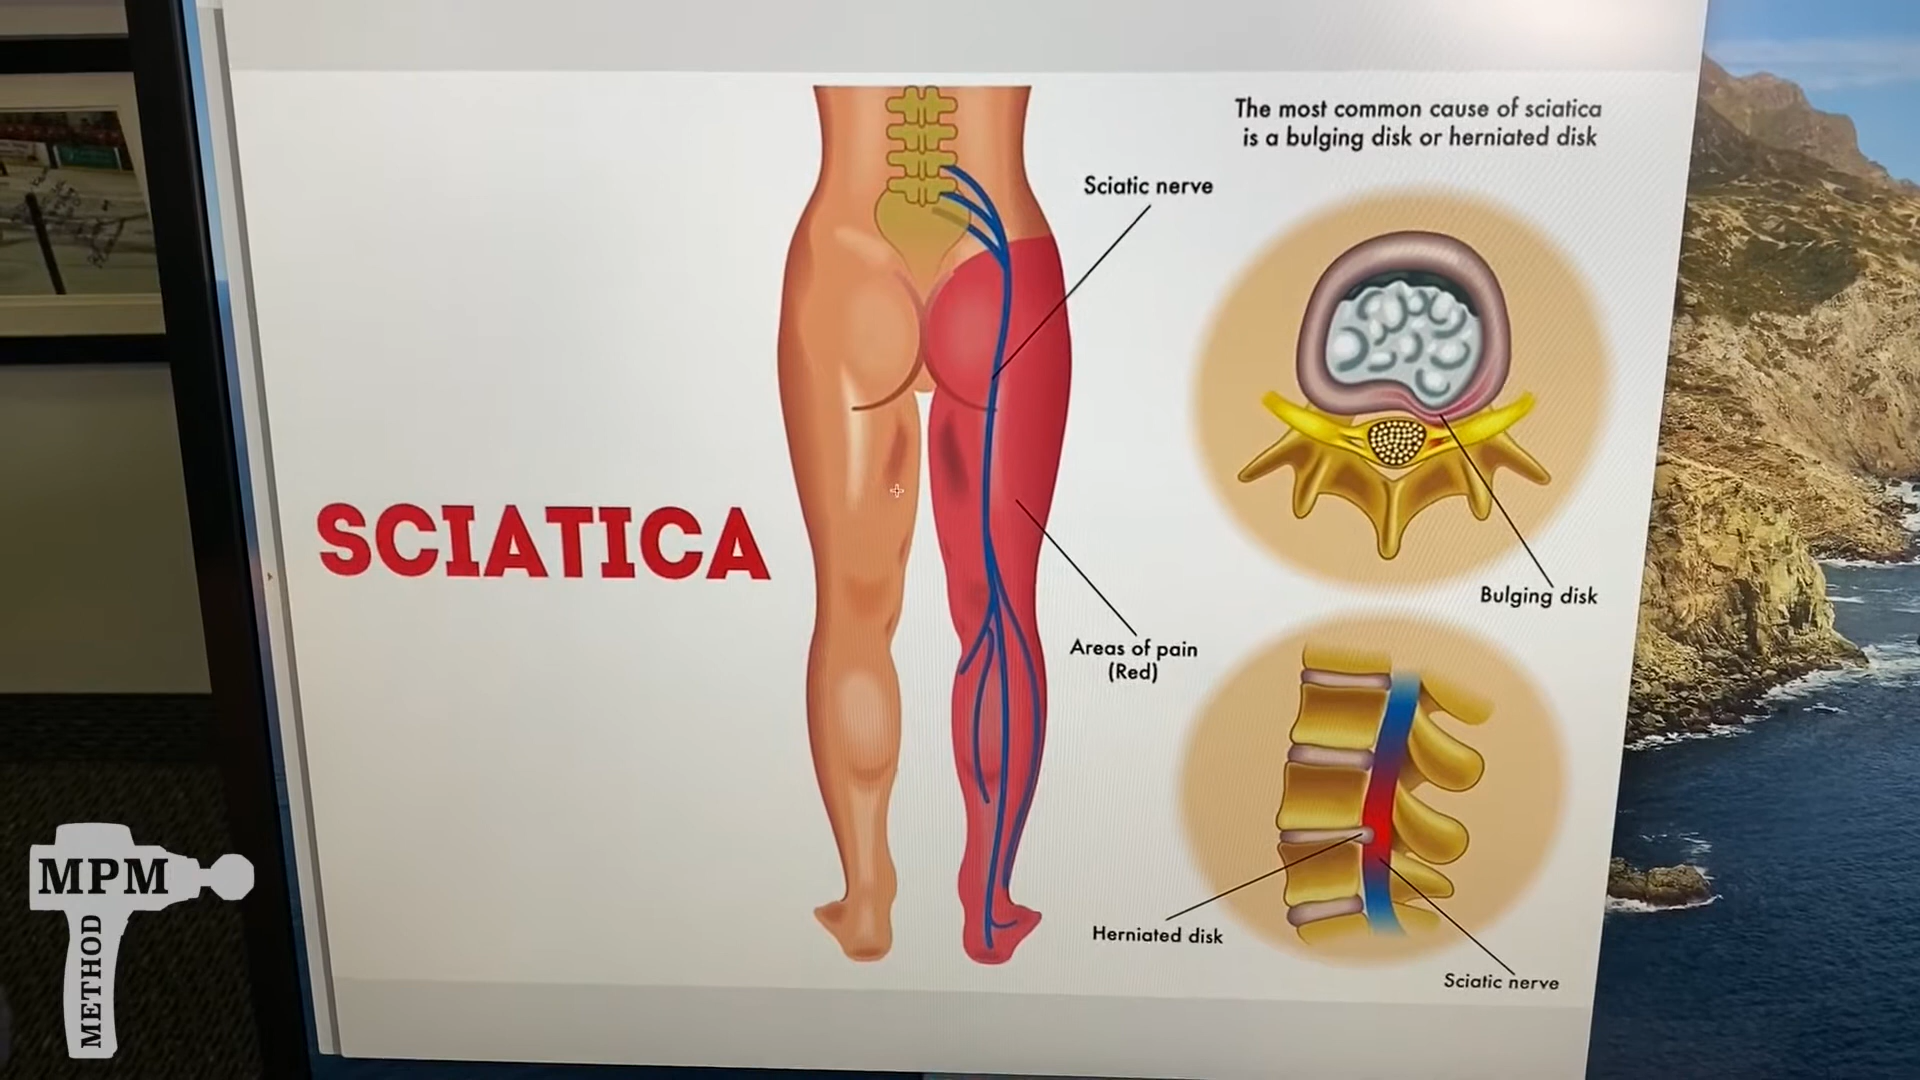 The most common cause of sciatica
is a bulging disk or herniated disk
Sciatic nerve
SCIATICA
Bulging disk
Areas of pain
(Red)
Herniated disk
Sciatic nerve
MPM
METHOD